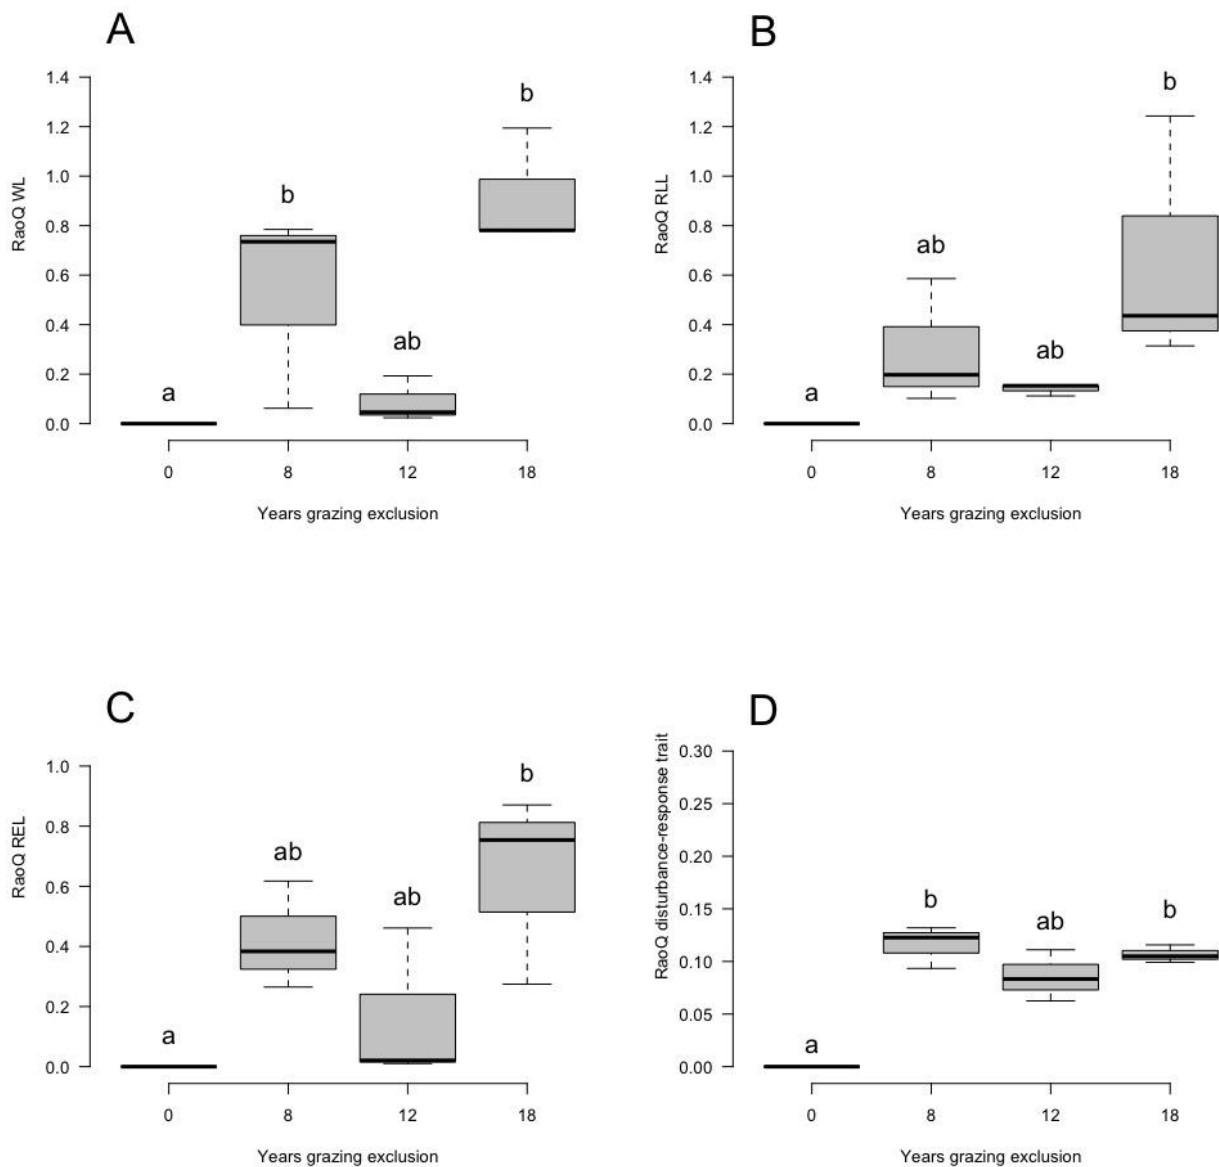 A
RaoQ WL
1.4
1.2
1.0
0.8
0.6
0.4
0.2
0.0
a
b
ab
b
0 8 12 18
Years grazing exclusion
B
RaoQ RLL
1.4
1.2
1.0
0.8
0.6
0.4
0.2
0.0
a
ab
ab
b
0 8 12 18
Years grazing exclusion
C
RaoQ REL
1.0
0.8
0.6
0.4
0.2
0.0
a
ab
ab
b
0 8 12 18
Years grazing exclusion
D
RaoQ disturbance-response trait
0.30
0.25
0.20
0.15
0.10
0.05
0.00
a
b
ab
b
0 8 12 18
Years grazing exclusion